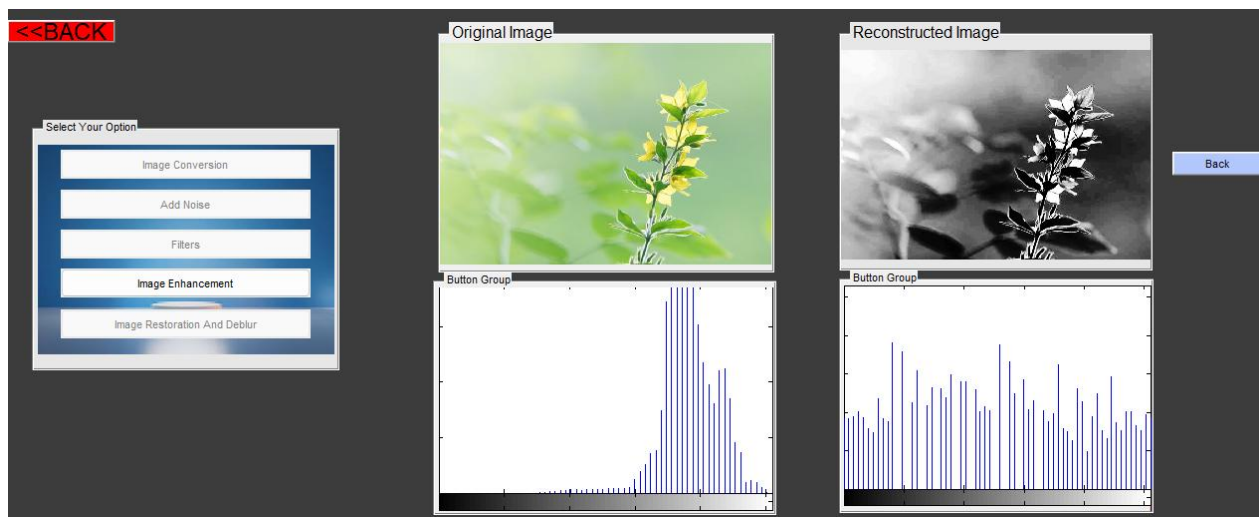 <<BACK
Select Your Option
Image Conversion
Add Noise
Filters
Image Enhancement
Image Restoration And Deblur
Original Image
Button Group
Reconstructed Image
Button Group
Back